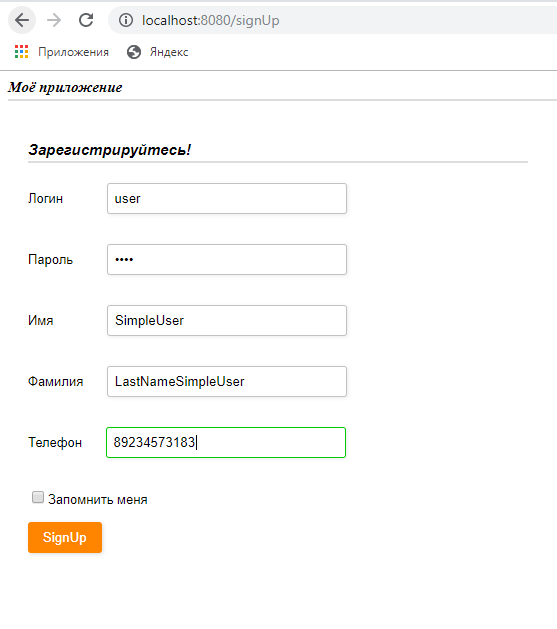 localhost:8080/signUp
Приложения Яндекс
Моё приложение
Зарегистрируйтесь!
Логин user
Пароль ••••
Имя SimpleUser
Фамилия LastNameSimpleUser
Телефон 89234573183
Запомнить меня
SignUp